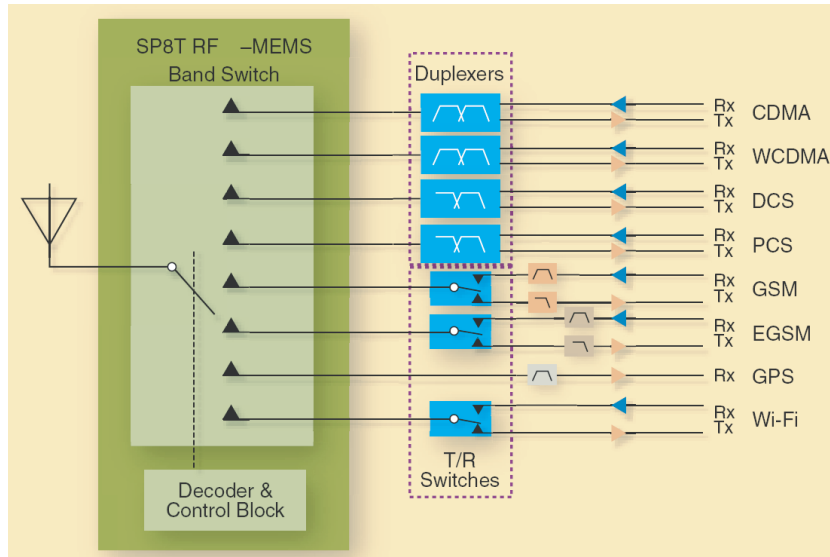 SP8T RF –MEMS
Band Switch
Duplexers
Rx
Tx
CDMA
Rx
Tx
WCDMA
Rx
Tx
DCS
Rx
Tx
PCS
Rx
Tx
GSM
Rx
Tx
EGSM
Rx
GPS
Rx
Tx
Wi-Fi
T/R
Switches
Decoder &
Control Block